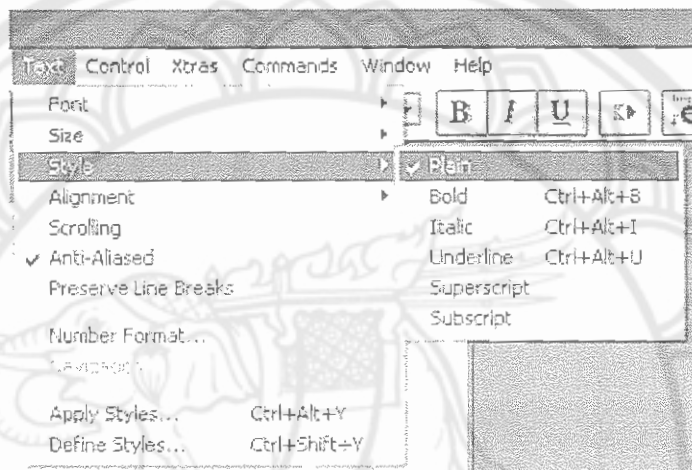 Text Control Xtras Commands Window Help
Font
B I U
Size
Style
Plain
Alignment
Bold Ctrl+Alt+B
Scrolling
Italic Ctrl+Alt+I
Anti-Aliased
Underline Ctrl+Alt+U
Preserve Line Breaks
Superscript
Subscript
Number Format...
Apply Styles... Ctrl+Alt+Y
Define Styles... Ctrl+Shift+Y